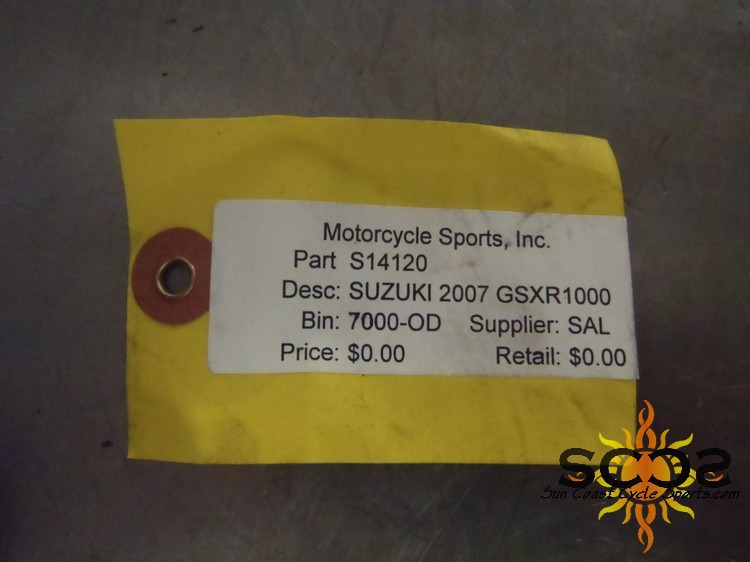 Motorcycle Sports, Inc.
Part S14120
Desc: SUZUKI 2007 GSXR1000
Bin: 7000-OD Supplier: SAL
Price: $0.00 Retail: $0.00
SCCS
Sun Coast Cycle Sports.com